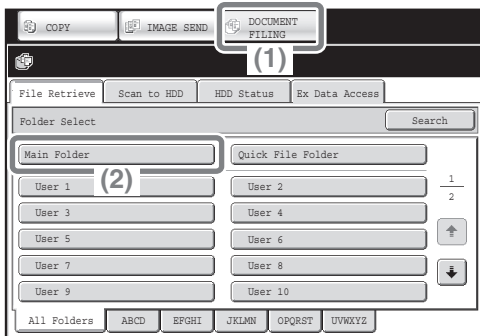 COPY IMAGE SEND DOCUMENT FILING
(1)
File Retrieve Scan to HDD HDD Status Ex Data Access
Folder Select Search
Main Folder Quick File Folder
(2)
User 1 User 2
1
2
User 3 User 4
User 5 User 6
User 7 User 8
User 9 User 10
All Folders ABCD EFGHI JKLMN OPQRST UVWXYZ